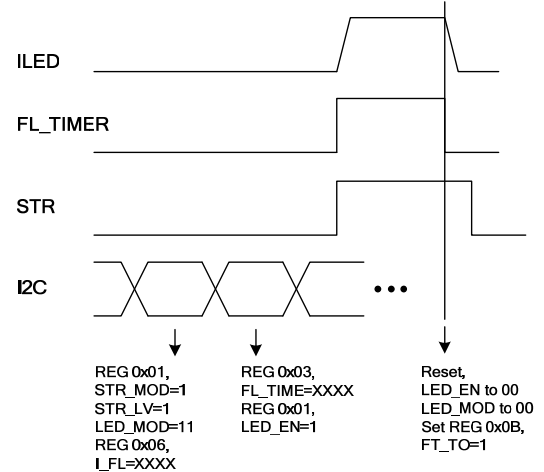 ILED
FL_TIMER
STR
I2C
REG 0x01,
STR_MOD=1
STR_LV=1
LED_MOD=11
REG 0x06,
I_FL=XXXX
REG 0x03,
FL_TIME=XXXX
REG 0x01,
LED_EN=1
Reset,
LED_EN to 00
LED_MOD to 00
Set REG 0x0B,
FT_TO=1